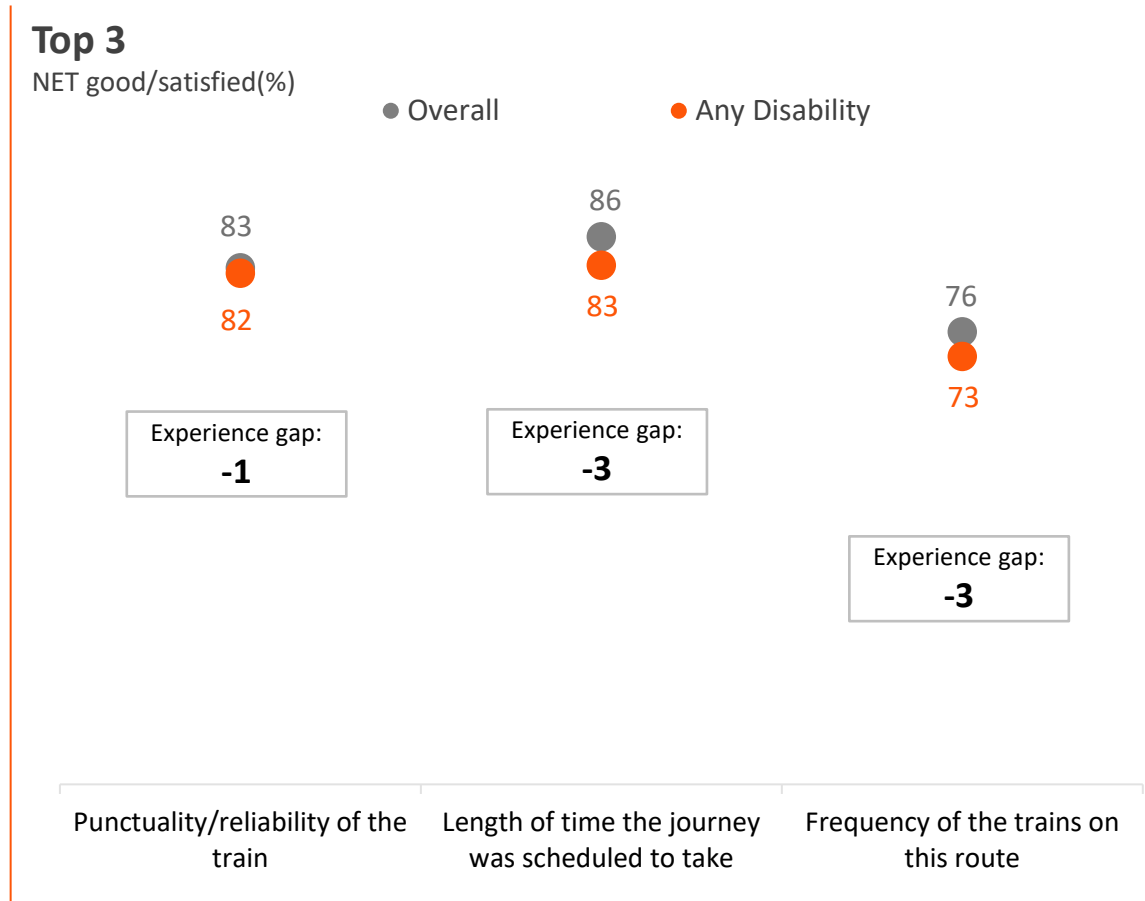 Top 3
NET good/satisfied(%)
Overall
Any Disability
83
82
86
83
76
73
Experience gap:
-1
Experience gap:
-3
Experience gap:
-3
Punctuality/reliability of the
train
Length of time the journey
was scheduled to take
Frequency of the trains on
this route